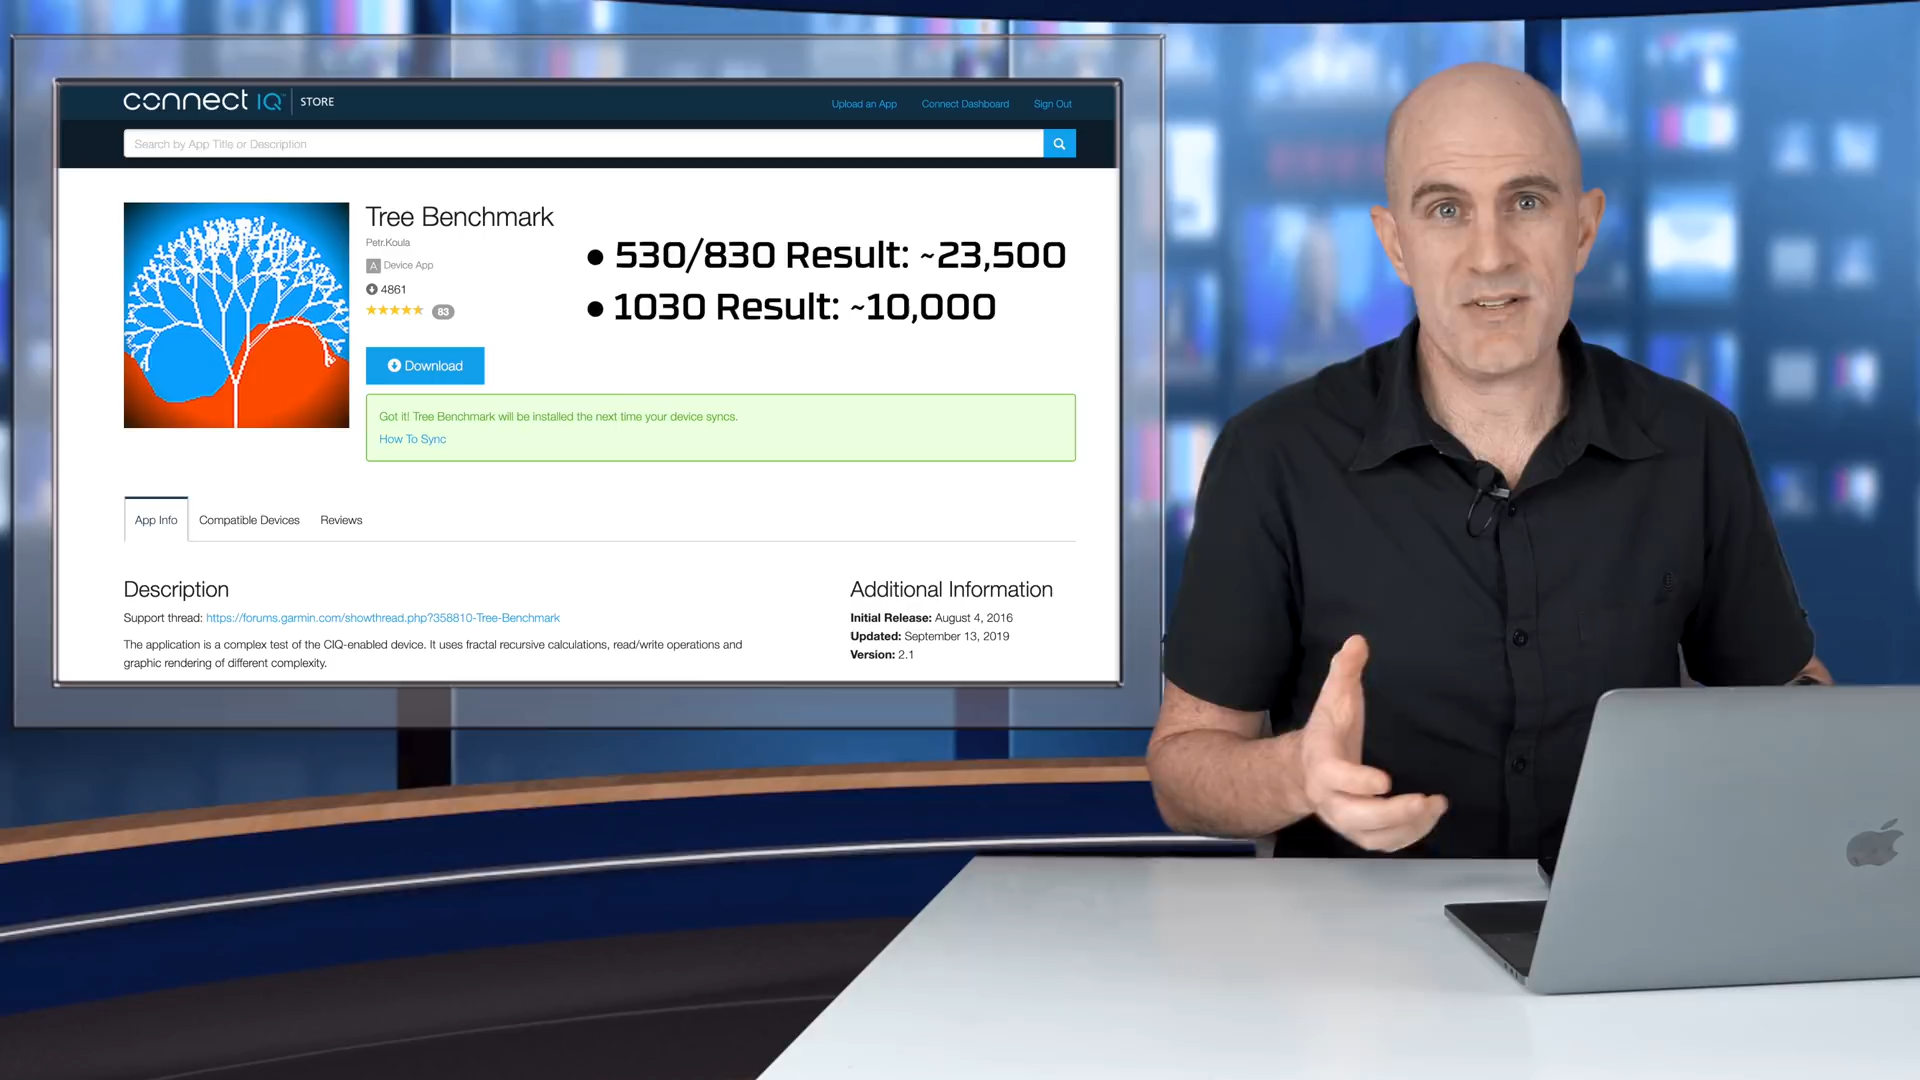 connect IQ™ STORE
Upload an App
Connect Dashboard
Sign Out
Search by App Title or Description
Tree Benchmark
Petr.Koula
A Device App
4861
83
• 530/830 Result: ~23,500
• 1030 Result: ~10,000
Download
Got it! Tree Benchmark will be installed the next time your device syncs.
How To Sync
App Info
Compatible Devices
Reviews
Description
Support thread: https://forums.garmin.com/showthread.php?358810-Tree-Benchmark
The application is a complex test of the CIQ-enabled device. It uses fractal recursive calculations, read/write operations and
graphic rendering of different complexity.
Additional Information
Initial Release: August 4, 2016
Updated: September 13, 2019
Version: 2.1